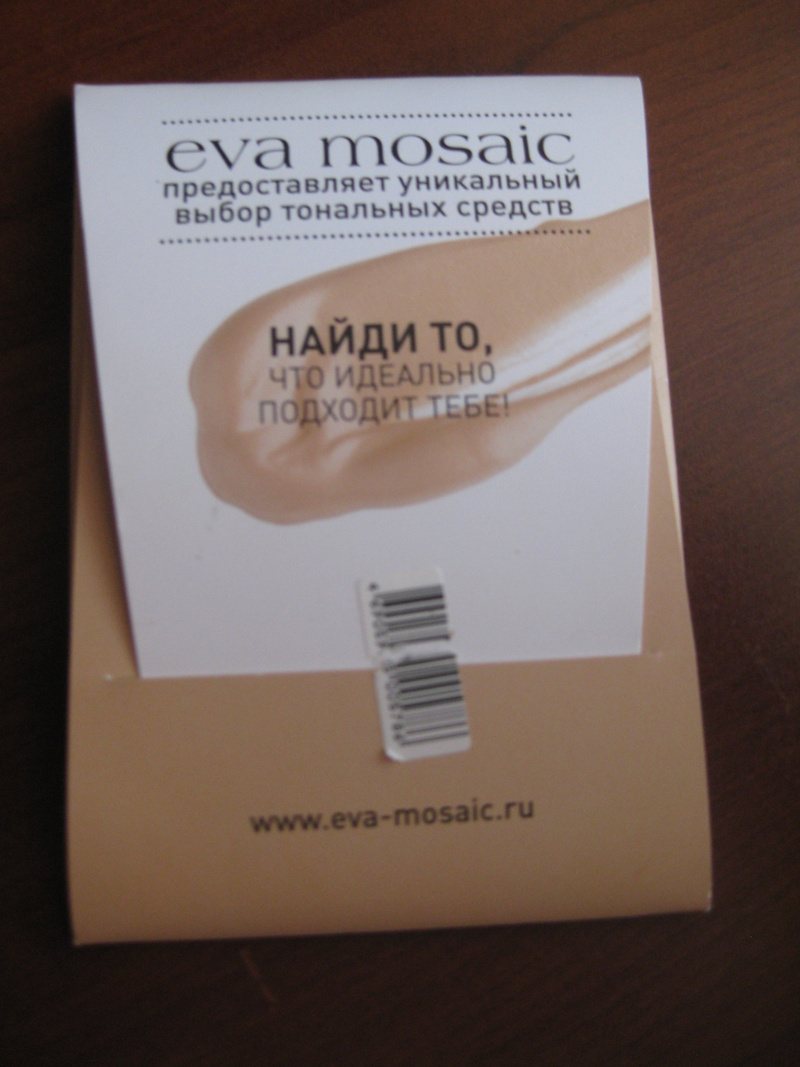 eva mosaic
предоставляет уникальный
выбор тональных средств
НАЙДИ ТО,
ЧТО ИДЕАЛЬНО
ПОДХОДИТ ТЕБЕ!
www.eva-mosaic.ru